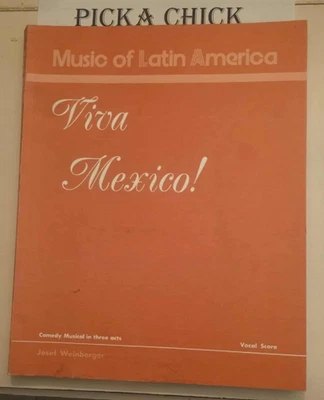 PICKA CHICK
Music of Latin America
Viva
Mexico!
Comedy Musical in three acts
Vocal Score
Josef Weinberger